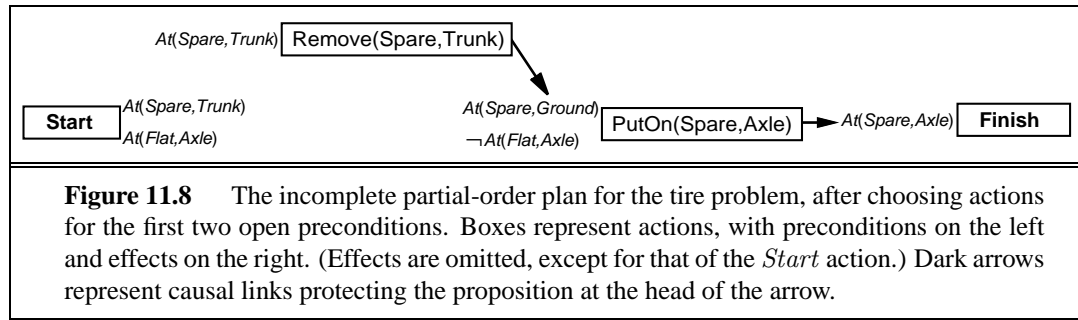 At(Spare,Trunk) Remove(Spare,Trunk)
Start At(Spare,Trunk) At(Flat,Axle)
At(Spare,Ground) ¬At(Flat,Axle) PutOn(Spare,Axle) At(Spare,Axle) Finish
Figure 11.8 The incomplete partial-order plan for the tire problem, after choosing actions
for the first two open preconditions. Boxes represent actions, with preconditions on the left
and effects on the right. (Effects are omitted, except for that of the Start action.) Dark arrows
represent causal links protecting the proposition at the head of the arrow.